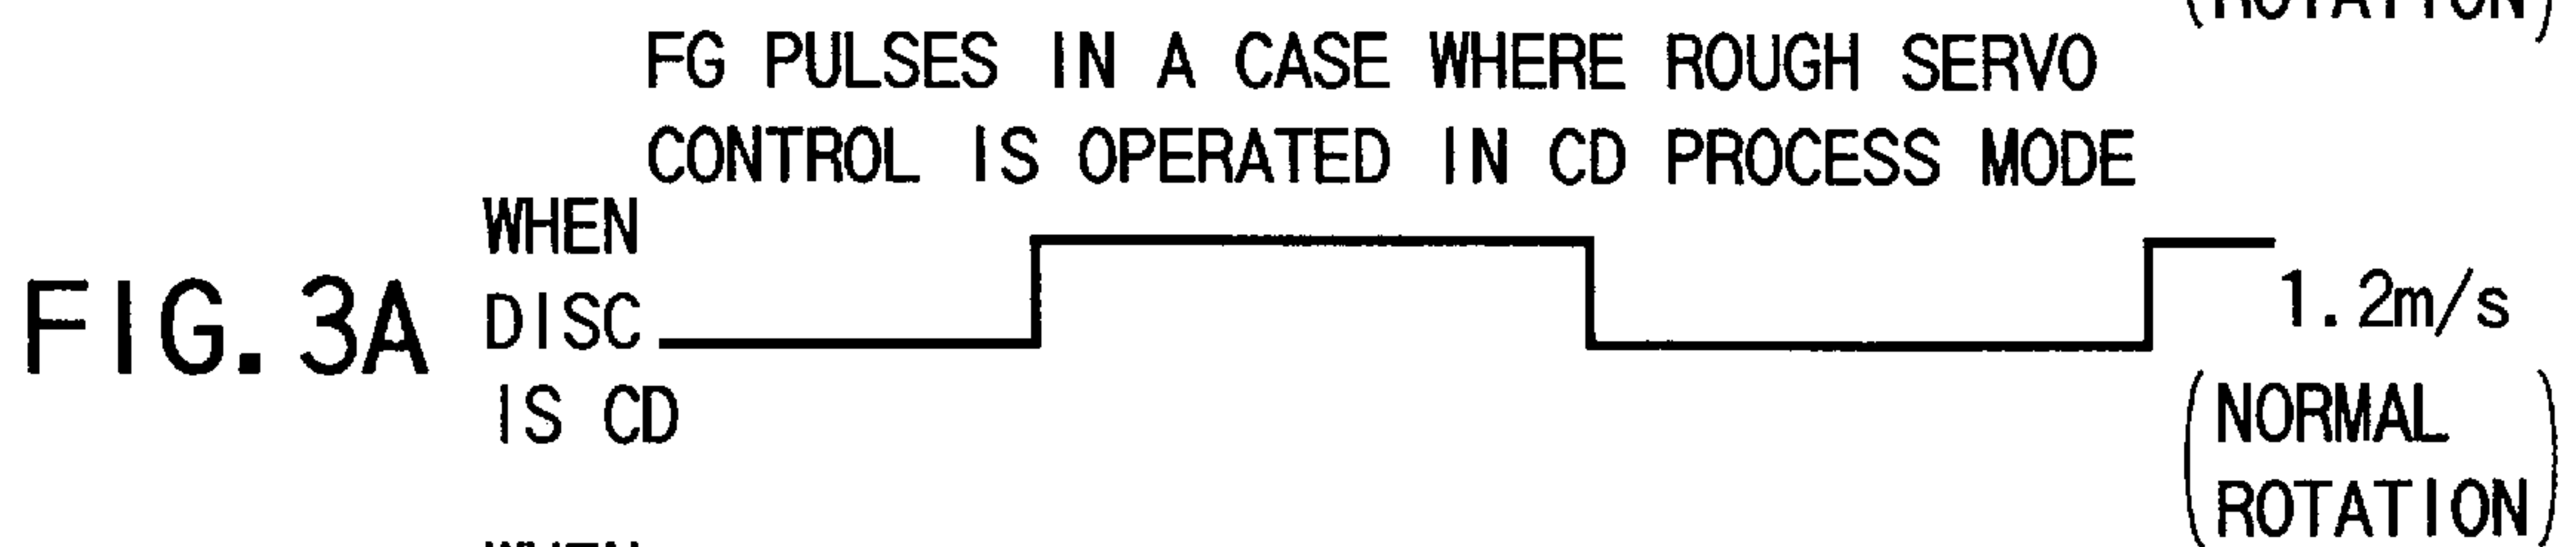 (ROTATION)
FG PULSES IN A CASE WHERE ROUGH SERVO
CONTROL IS OPERATED IN CD PROCESS MODE
FIG. 3A
WHEN
DISC
IS CD
1.2m/s
(NORMAL
ROTATION)
WHEN